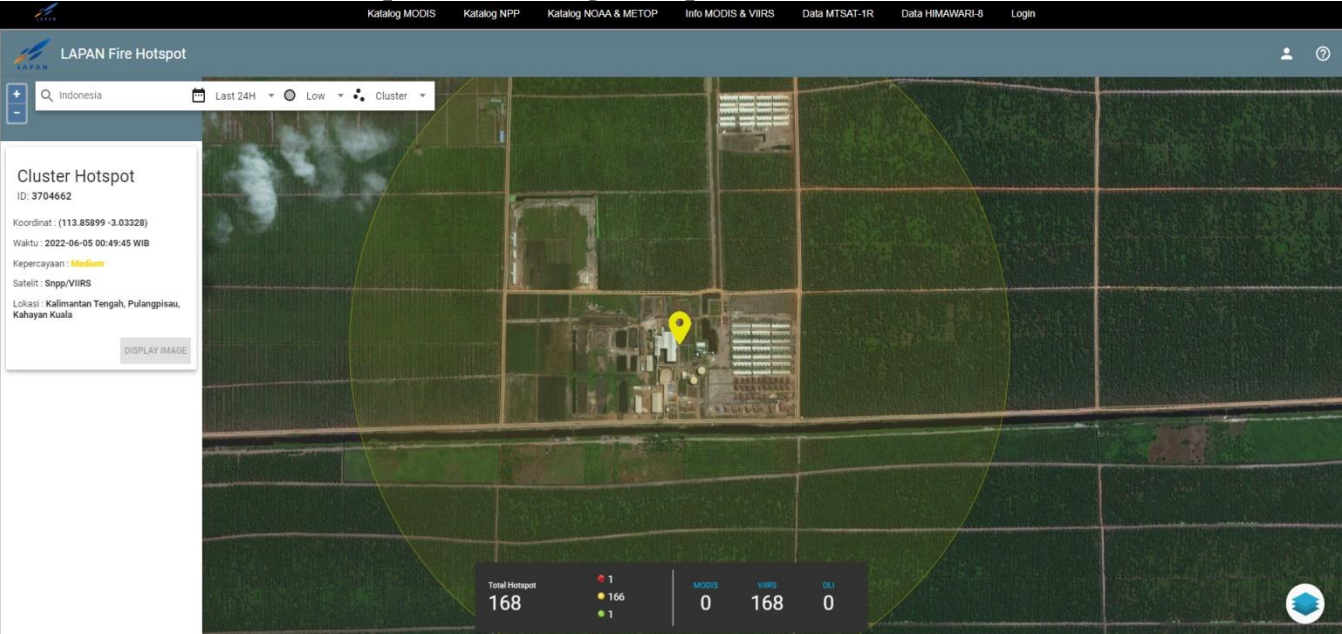 LAPAN
Katalog MODIS Katalog NPP Katalog NOAA & METOP Info MODIS & VIIRS Data MTSAT-1R Data HIMAWARI-8 Login
LAPAN
LAPAN Fire Hotspot
+
-
Indonesia Last 24H Low Cluster
Cluster Hotspot
ID: 3704662
Koordinat : (113.85899 -3.03328)
Waktu : 2022-06-05 00:49:45 WIB
Kepercayaan : Medium
Satelit : Snpp/VIIRS
Lokasi : Kalimantan Tengah, Pulangpisau,
Kahayan Kuala
DISPLAY IMAGE
Total Hotspot
168
1
166
1
MODIS VIIRS OLI
0 168 0